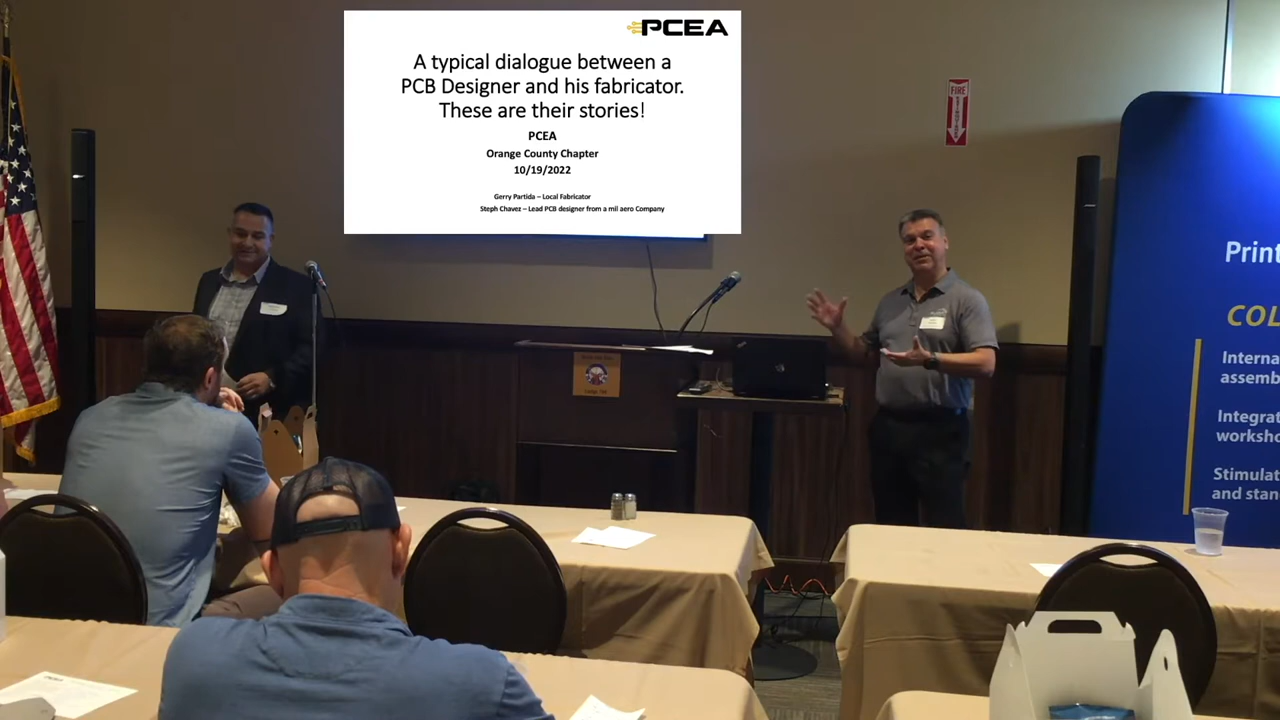 PCEA
A typical dialogue between a
PCB Designer and his fabricator.
These are their stories!
PCEA
Orange County Chapter
10/19/2022
Gerry Partida – Local Fabricator
Steph Chavez – Lead PCB designer from a mil aero Company
FIRE
EXTINGUISHER
Print
COL
Interna
assemb
Integrat
worksho
Stimulat
and stan